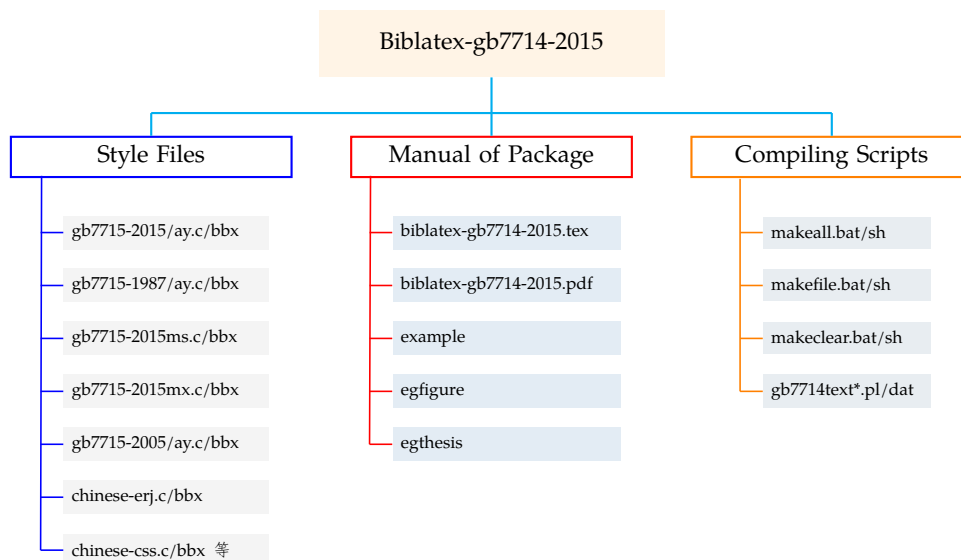 Biblatex-gb7714-2015
Style Files
gb7715-2015/ay.c/bbx
gb7715-1987/ay.c/bbx
gb7715-2015ms.c/bbx
gb7715-2015mx.c/bbx
gb7715-2005/ay.c/bbx
chinese-erj.c/bbx
chinese-css.c/bbx 等
Manual of Package
biblatex-gb7714-2015.tex
biblatex-gb7714-2015.pdf
example
egfigure
egthesis
Compiling Scripts
makeall.bat/sh
makefile.bat/sh
makeclear.bat/sh
gb7714text*.pl/dat